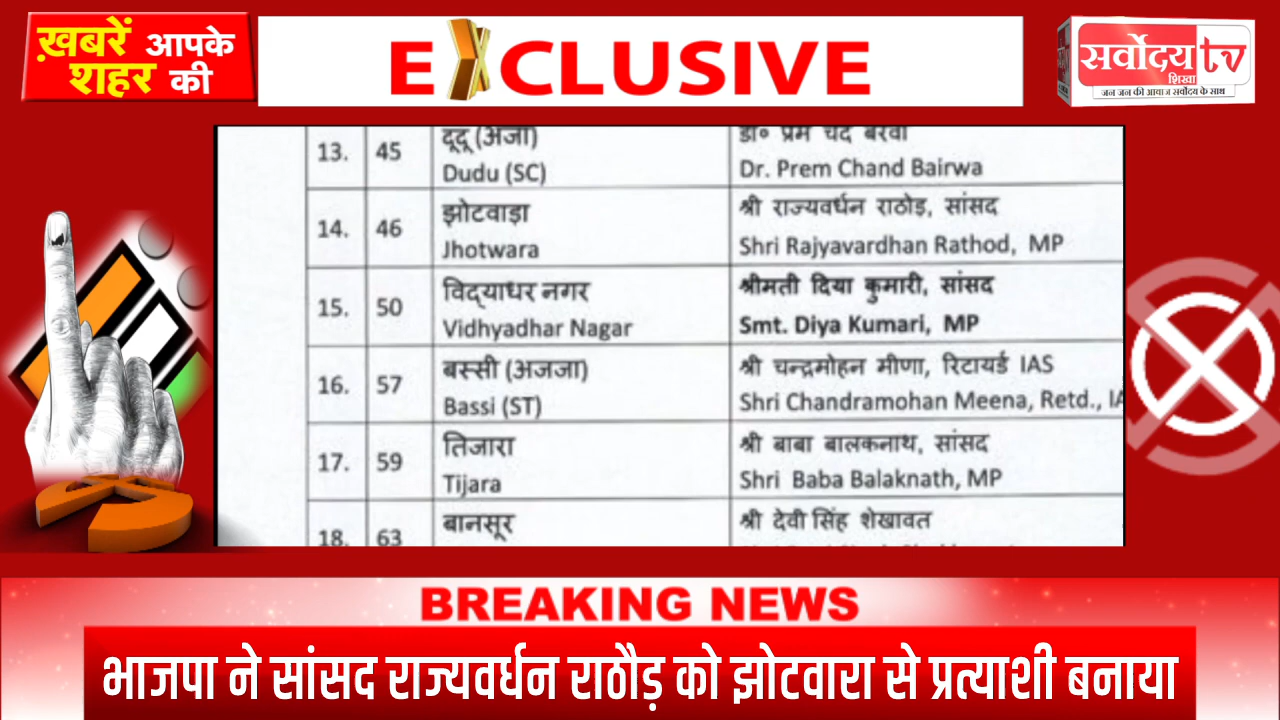 ख़बरें आपके
शहर की
EXCLUSIVE
सर्वोदय tv
शिखा
जन जन की आवाज सर्वोदय के साथ
13. 45 दूदू (अजा) डा० प्रेम चंद बैरवा
Dudu (SC) Dr. Prem Chand Bairwa
14. 46 झोटवाड़ा श्री राज्यवर्धन राठोड़, सांसद
Jhotwara Shri Rajyavardhan Rathod, MP
15. 50 विद्याधर नगर श्रीमती दिया कुमारी, सांसद
Vidhyadhar Nagar Smt. Diya Kumari, MP
16. 57 बस्सी (अजजा) श्री चन्द्रमोहन मीणा, रिटायर्ड IAS
Bassi (ST) Shri Chandramohan Meena, Retd.,
17. 59 तिजारा श्री बाबा बालकनाथ, सांसद
Tijara Shri Baba Balaknath, MP
18. 63 बानसूर श्री देवी सिंह शेखावत
BREAKING NEWS
भाजपा ने सांसद राज्यवर्धन राठौड़ को झोटवारा से प्रत्याशी बनाया